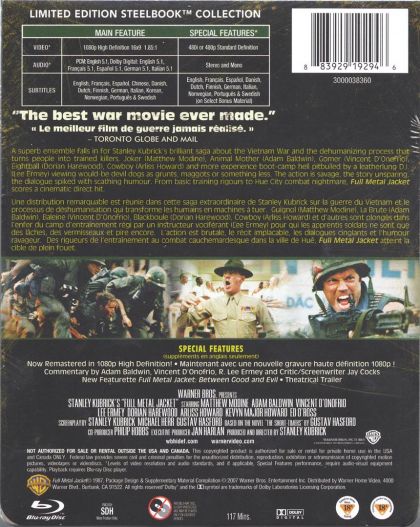 LIMITED EDITION STEELBOOK™ COLLECTION
MAIN FEATURE
SPECIAL FEATURES*
VIDEO*
1080p High Definition 16x9 1.85:1
480i or 480p Standard Definition
AUDIO*
PCM: English 5.1, Dolby Digital: English 5.1,
Français 5.1, Español 5.1, German 5.1, Italian 5.1
Stereo and Mono
SUBTITLES
English, Français, Español, Chinese, Danish,
Dutch, Finnish, German, Italian, Korean,
Norwegian, Português & Swedish
English, Français, Español, Danish,
Dutch, Finnish, German, Italian,
Norwegian, Português & Swedish
(on Select Bonus Material)
8 83929 19294 6
3000038360
"The best war movie ever made."
« Le meilleur film de guerre jamais réalisé. »
- TORONTO GLOBE AND MAIL
A superb ensemble falls in for Stanley Kubrick's brilliant saga about the Vietnam War and the dehumanizing process that
turns people into trained killers. Joker (Matthew Modine), Animal Mother (Adam Baldwin), Gomer (Vincent D'Onofrio),
Eightball (Dorian Harewood), Cowboy (Arliss Howard) and more experience boot-camp hell pitbulled by a leatherlung D.I.
(Lee Ermey) viewing would-be devil dogs as grunts, maggots or something less. The action is savage, the story unsparing,
the dialogue spiked with scathing humour. From basic training rigours to Hue City combat nightmare, Full Metal Jacket
scores a cinematic direct hit.
Une distribution remarquable est réunie dans cette saga extraordinaire de Stanley Kubrick sur la guerre du Vietnam et le
processus de déshumanisation qui transforme les humains en machines à tuer. Guignol (Matthew Modine), La Brute (Adam
Baldwin), Baleine (Vincent D'Onofrio), Blackboule (Dorian Harewood), Cowboy (Arliss Howard) et d'autres sont plongés dans
l'enfer du camp d'entraînement régi par un instructeur vociférant (Lee Ermey) pour qui les apprentis soldats ne sont que
des lâches, des vermisseaux et pire encore. L'action est brutale, le récit implacable, les dialogues cinglants et l'humour
ravageur. Des rigueurs de l'entraînement au combat cauchemardesque dans la ville de Huê, Full Metal Jacket atteint la
cible de plein fouet.
SPECIAL FEATURES
(suppléments en anglais seulement)
Now Remastered in 1080p High Definition! • Maintenant avec une nouvelle gravure haute définition 1080p !
Commentary by Adam Baldwin, Vincent D'Onofrio, R. Lee Ermey and Critic/Screenwriter Jay Cocks
New Featurette Full Metal Jacket: Between Good and Evil • Theatrical Trailer
WARNER BROS. PRESENTS
STANLEY KUBRICK'S "FULL METAL JACKET" STARRING MATTHEW MODINE ADAM BALDWIN VINCENT D'ONOFRIO
LEE ERMEY DORIAN HAREWOOD ARLISS HOWARD KEVYN MAJOR HOWARD ED O'ROSS
SCREENPLAY BY STANLEY KUBRICK MICHAEL HERR GUSTAV HASFORD BASED ON THE NOVEL "THE SHORT-TIMERS" BY GUSTAV HASFORD
CO PRODUCER PHILIP HOBBS EXECUTIVE PRODUCER JAN HARLAN PRODUCED AND DIRECTED BY STANLEY KUBRICK
wbhidef.com warnervideo.com
NOT AUTHORIZED FOR SALE OR RENTAL OUTSIDE THE USA AND CANADA. This copyrighted product is authorized for sale or rental for private home use in the USA
and Canada ONLY. Federal law provides severe civil and criminal penalties for the unauthorized distribution, reproduction or exhibition of copyrighted motion
pictures, videotapes or videodiscs. *Levels of video resolution and audio standards, and if applicable, Special Features performance, require audio-visual equipment
capability. Playback requires Blu-ray Disc player.
Full Metal Jacket ©1987, Package Design & Supplementary Material Compilation © 2007 Warner Bros. Entertainment Inc. Distributed by Warner Home Video, 4000
Warner Blvd., Burbank, CA 91522. All rights reserved. "Dolby" and the symbol are registered trademarks of Dolby Laboratories Licensing Corporation.
Blu-ray Disc
SDH
117 Mins.
DOLBY
DIGITAL
18A